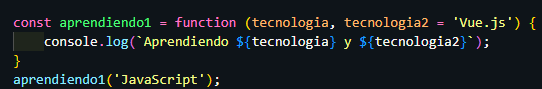 const aprendiendo1 = function (tecnologia, tecnologia2 = 'Vue.js') {
    console.log(`Aprendiendo ${tecnologia} y ${tecnologia2}`);
}
aprendiendo1('JavaScript');